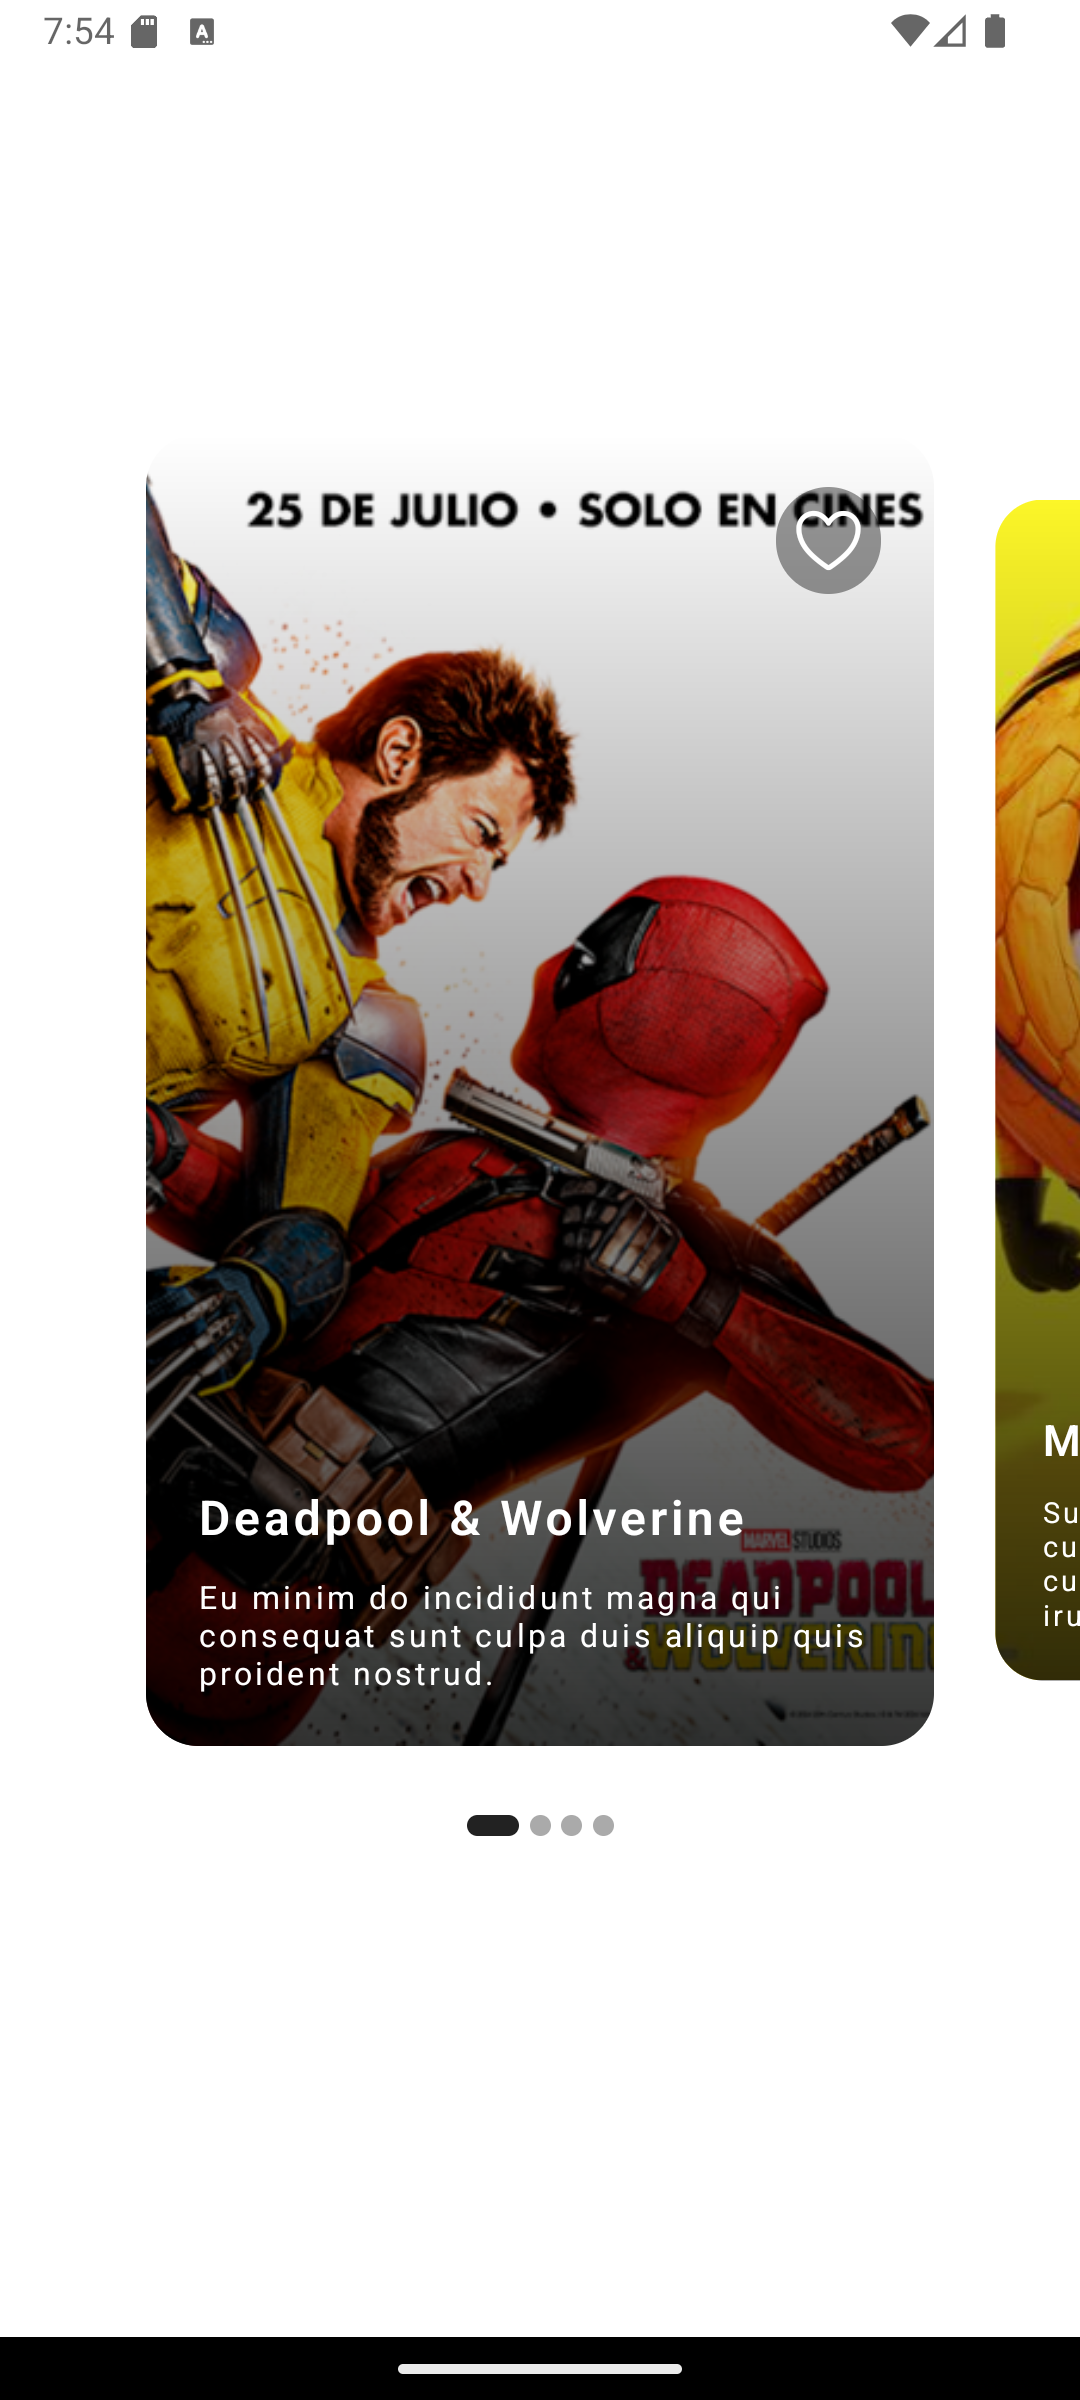 7:54
25 DE JULIO • SOLO EN CINES
Deadpool & Wolverine
MARVEL STUDIOS
DEADPOOL
& WOLVERIN
Eu minim do incididunt magna qui
consequat sunt culpa duis aliquip quis
proident nostrud.
M
Su
cu
cu
iru